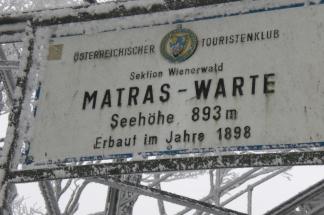 ÖSTERREICHISCHER TOURISTENKLUB
Sektion Wienerwald
MATRAS-WARTE
Seehöhe 893m
Erbaut im Jahre 1898